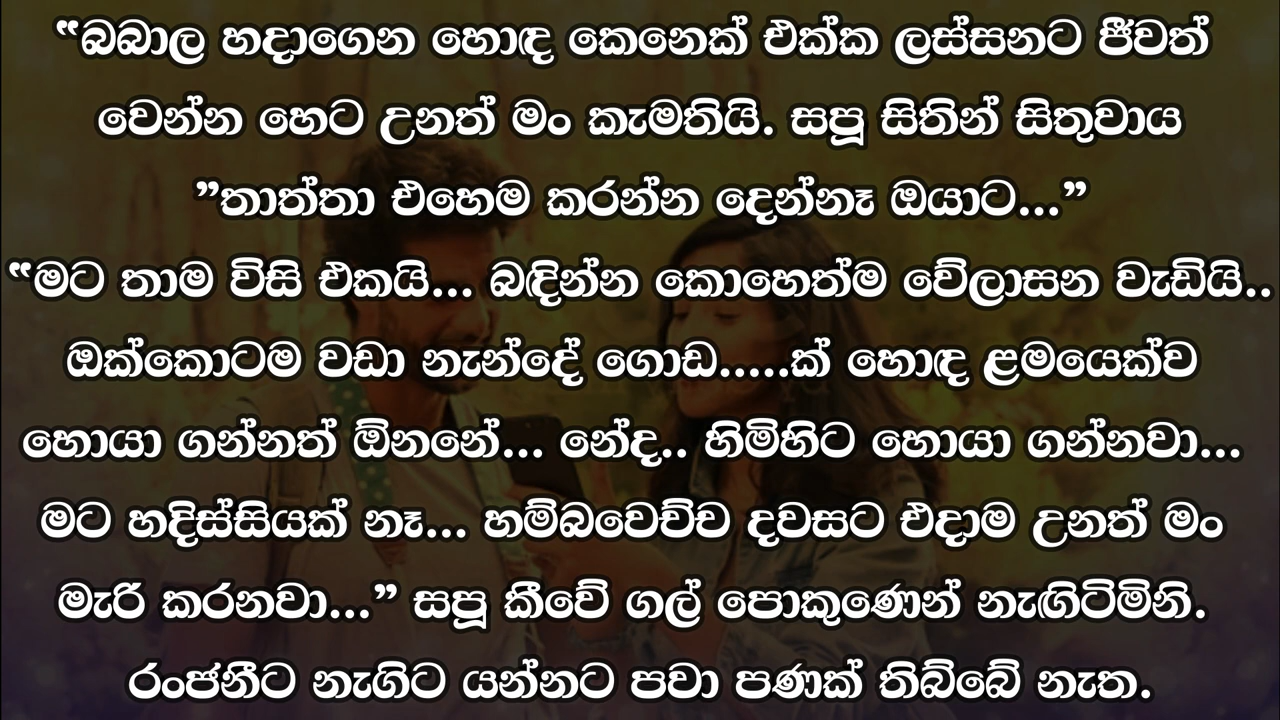 “බබාල හදාගෙන හොඳ කෙනෙක් එක්ක ලස්සනට ජීවත්
වෙන්න හෙට උනත් මං කැමතියි. සපූ සිතින් සිතුවාය
”තාත්තා එහෙම කරන්න දෙන්නෑ ඔයාට...”
“මට තාම විසි එකයි... බඳින්න කොහෙත්ම වේලාසන වැඩියි..
ඔක්කොටම වඩා නැන්දේ ගොඩ.....ක් හොඳ ළමයෙක්ව
හොයා ගන්නත් ඕනනේ... නේද.. හිමිහිට හොයා ගන්නවා...
මට හදිස්සියක් නෑ... හම්බවෙච්ච දවසට එදාම උනත් මං
මැරි කරනවා...” සපූ කීවේ ගල් පොකුණෙන් නැඟිටිමිනි.
රංජනීට නැගිට යන්නට පවා පණක් තිබ්බේ නැත.